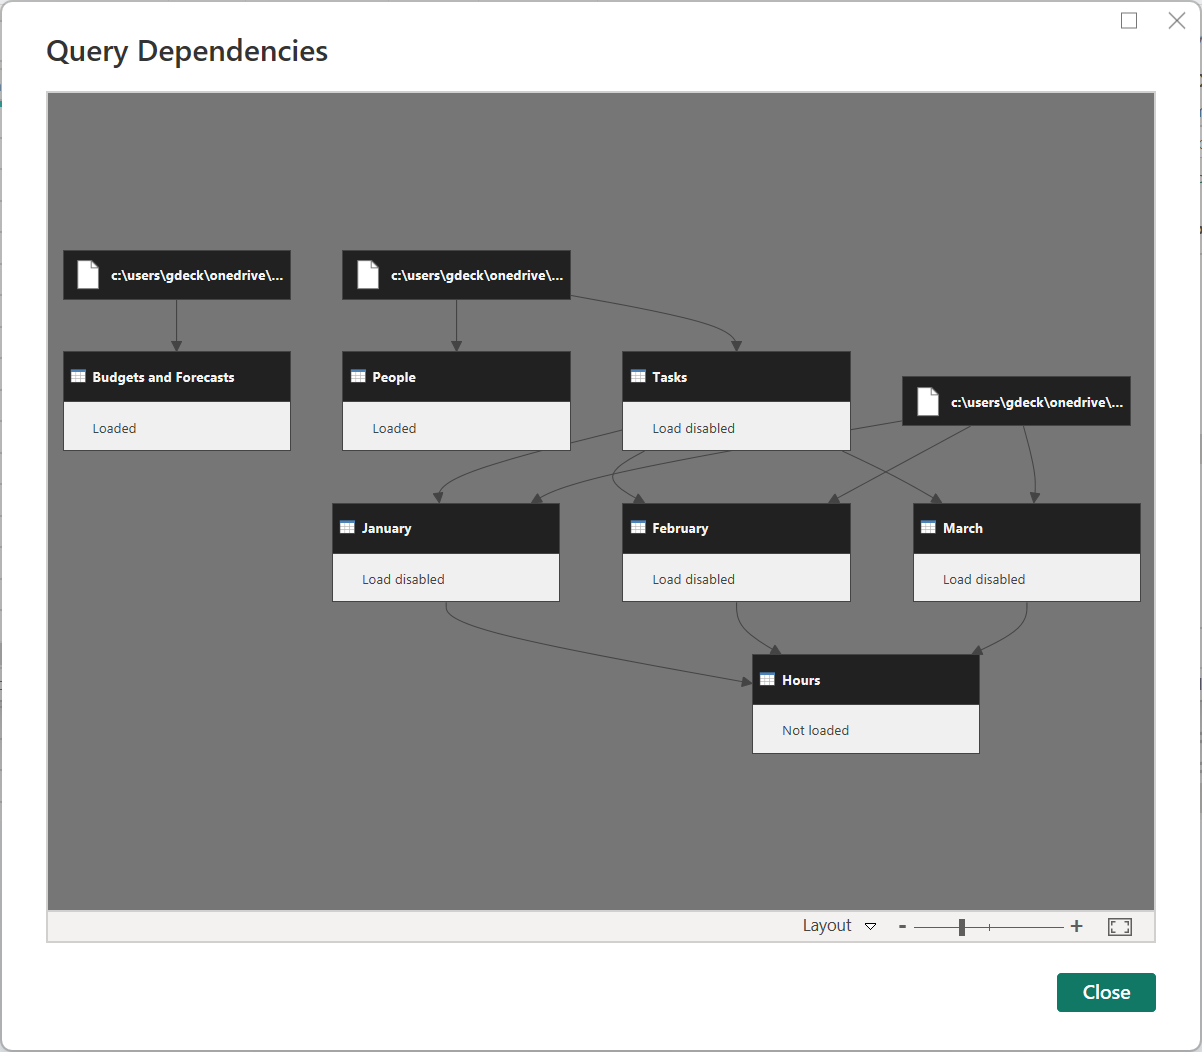 Query Dependencies
c:\users\gdeck\onedrive\...
c:\users\gdeck\onedrive\...
Budgets and Forecasts
Loaded
People
Loaded
Tasks
Load disabled
c:\users\gdeck\onedrive\...
January
Load disabled
February
Load disabled
March
Load disabled
Hours
Not loaded
Layout
- +
Close